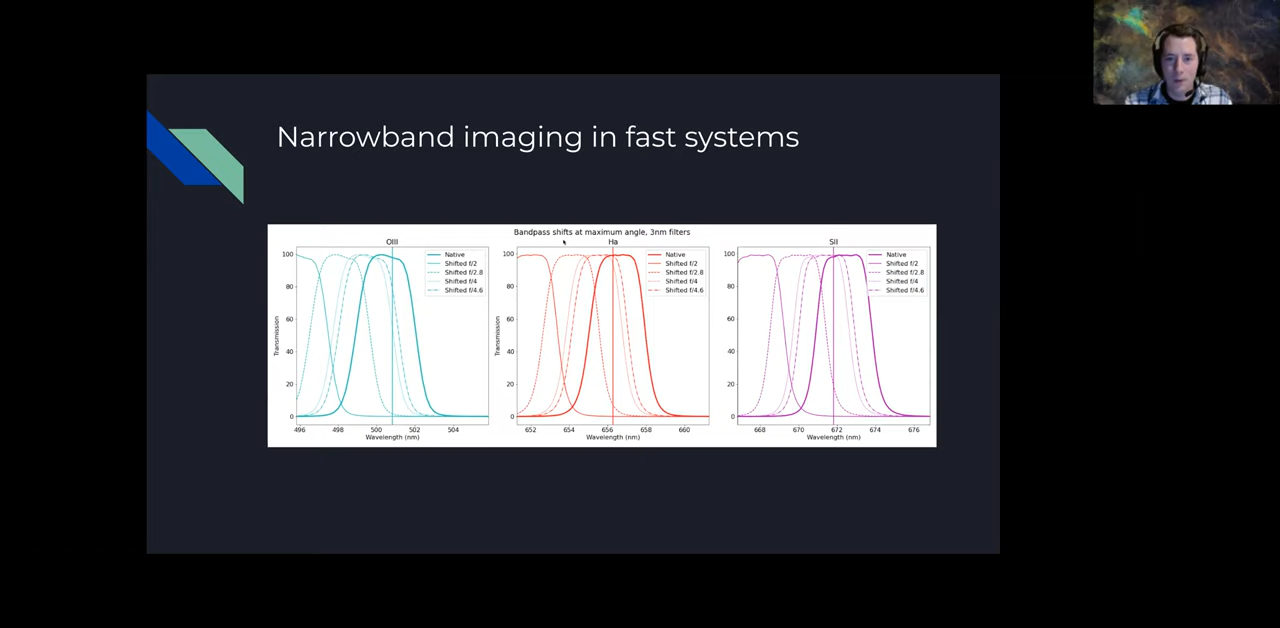 Narrowband imaging in fast systems
Bandpass shifts at maximum angle, 3nm filters
OIII
Transmission
100
80
60
40
20
0
Native
Shifted f/2
Shifted f/2.8
Shifted f/4
Shifted f/4.6
496 498 500 502 504
Wavelength (nm)
Ha
Transmission
100
80
60
40
20
0
Native
Shifted f/2
Shifted f/2.8
Shifted f/4
Shifted f/4.6
652 654 656 658 660
Wavelength (nm)
SII
100
80
60
40
20
0
Native
Shifted f/2
Shifted f/2.8
Shifted f/4
Shifted f/4.6
668 670 672 674 676
Wavelength (nm)